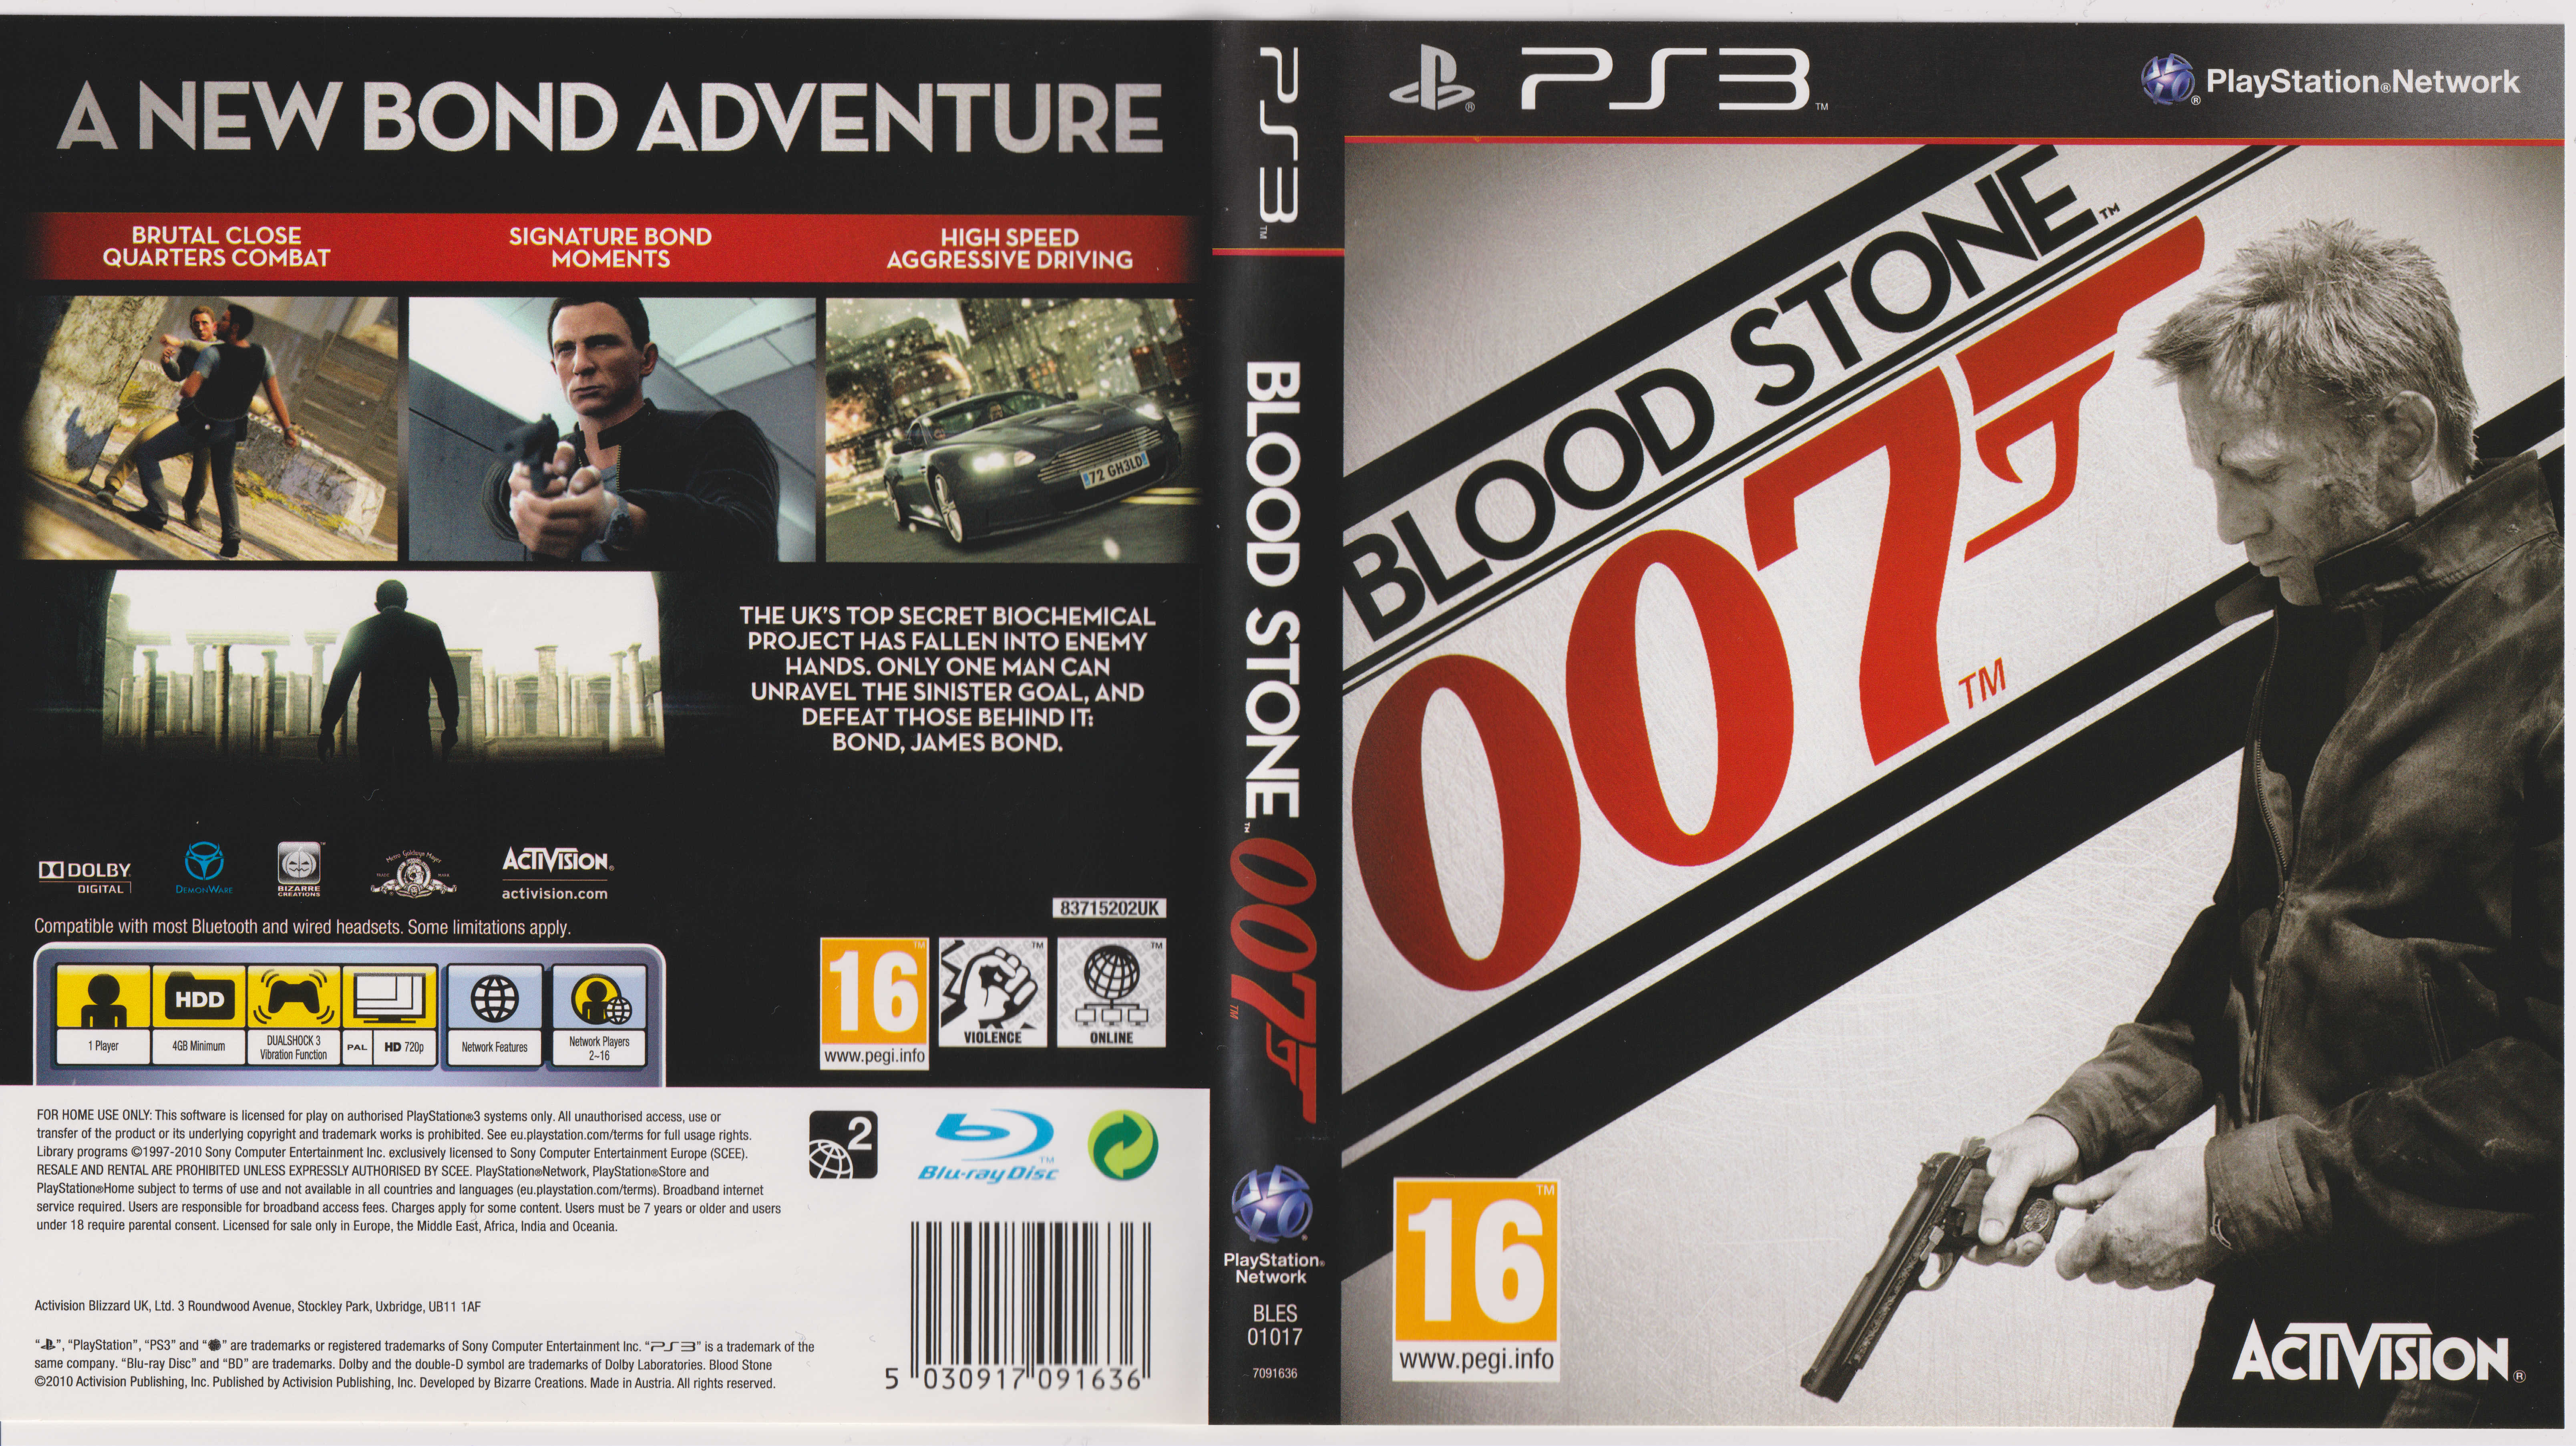 A NEW BOND ADVENTURE
BRUTAL CLOSE
QUARTERS COMBAT
SIGNATURE BOND
MOMENTS
HIGH SPEED
AGGRESSIVE DRIVING
72 GH3LD
THE UK'S TOP SECRET BIOCHEMICAL
PROJECT HAS FALLEN INTO ENEMY
HANDS. ONLY ONE MAN CAN
UNRAVEL THE SINISTER GOAL, AND
DEFEAT THOSE BEHIND IT:
BOND, JAMES BOND.
DOLBY
DIGITAL
DEMONWARE
BIZARRE
CREATIONS
Metro Goldwyn Mayer
TRADE MARK
ACTIVISION®
activision.com
83715202UK
Compatible with most Bluetooth and wired headsets. Some limitations apply.
HDD
1 Player
4GB Minimum
DUALSHOCK 3
Vibration Function
PAL
HD 720p
Network Features
Network Players
2~16
16™
www.pegi.info
VIOLENCE
ONLINE
FOR HOME USE ONLY: This software is licensed for play on authorised PlayStation®3 systems only. All unauthorised access, use or
transfer of the product or its underlying copyright and trademark works is prohibited. See eu.playstation.com/terms for full usage rights.
Library programs ©1997-2010 Sony Computer Entertainment Inc. exclusively licensed to Sony Computer Entertainment Europe (SCEE).
RESALE AND RENTAL ARE PROHIBITED UNLESS EXPRESSLY AUTHORISED BY SCEE. PlayStation®Network, PlayStation®Store and
PlayStation®Home subject to terms of use and not available in all countries and languages (eu.playstation.com/terms). Broadband internet
service required. Users are responsible for broadband access fees. Charges apply for some content. Users must be 7 years or older and users
under 18 require parental consent. Licensed for sale only in Europe, the Middle East, Africa, India and Oceania.
2
Blu-ray Disc™
Activision Blizzard UK, Ltd. 3 Roundwood Avenue, Stockley Park, Uxbridge, UB11 1AF
"", "PlayStation", "PS3" and "" are trademarks or registered trademarks of Sony Computer Entertainment Inc. "PS3" is a trademark of the
same company. "Blu-ray Disc" and "BD" are trademarks. Dolby and the double-D symbol are trademarks of Dolby Laboratories. Blood Stone
©2010 Activision Publishing, Inc. Published by Activision Publishing, Inc. Developed by Bizarre Creations. Made in Austria. All rights reserved.
5 030917 091636
PS3™
BLOOD STONE™ 007™
PlayStation®
Network
BLES
01017
7091636
PS3™
PlayStation®Network
BLOOD STONE™
007™
16™
www.pegi.info
ACTIVISION®